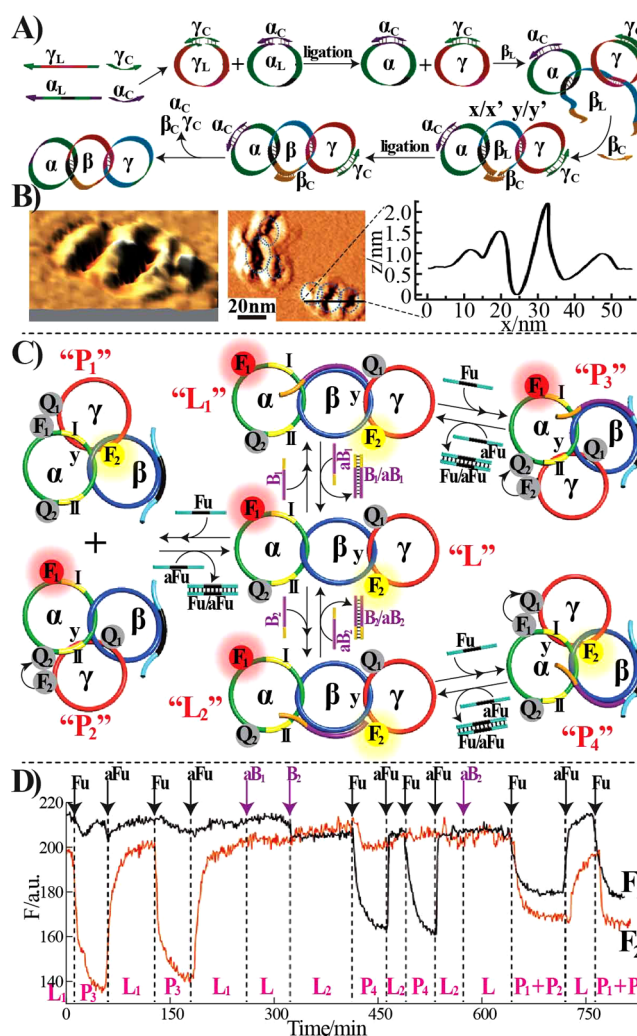 A)
γL γC
αL αC
γC
γL
+
αC
αL
ligation
αC
α
+
γC
γ
βL
αC
α
γC
γ
βL
βC
x/x' y/y'
αC
α βL γ
βC
γC
ligation
αC
α β γ
βC
γC
αC
βC γC
α β γ
B)
20nm
z/nm
2.0
1.5
1.0
0.5
0
0 10 20 30 40 50
x/nm
C)
"P1"
Q1
F1
I
γ
α
y
F2
β
II
Q2
+
F1
I
α
β
y
Q1
Q2
II
F2
γ
"P2"
Fu
aFu
Fu/aFu
"L1"
F1
I
α
β
y
Q1
γ
Q2
II
F2
B1
aB1
B1/aB1
F1
I
α
β
y
Q1
γ
Q2
II
F2
"L"
B2
aB2
B2/aB2
"L2"
F1
I
α
β
y
Q1
γ
Q2
II
F2
Fu
aFu
Fu/aFu
"P3"
F1
I
α
β
y
Q1
Q2
II
F2
γ
Fu
aFu
Fu/aFu
Q1
F1
I
γ
y
F2
α
β
Q2
II
"P4"
D)
Fu aFu Fu aFu aB1 B2 Fu aFu Fu aFu aB2 Fu aFu Fu
F/a.u.
220
200
180
160
140
F
F2
L1 P3 L1 P3 L1 L L2 P4 L2 P4 L2 L P1+P2 L P1+P
0 150 300 450 600 750
Time/min